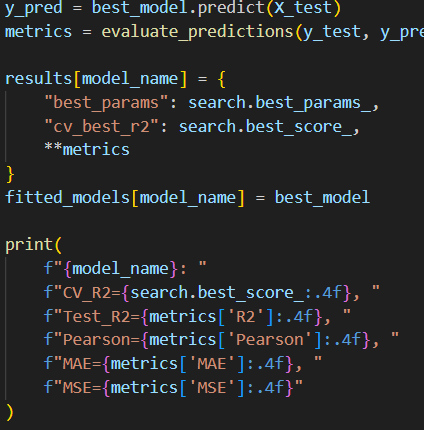 y_pred = best_model.predict(X_test)
metrics = evaluate_predictions(y_test, y_pre
results[model_name] = {
    "best_params": search.best_params_,
    "cv_best_r2": search.best_score_,
    **metrics
}
fitted_models[model_name] = best_model
print(
    f"{model_name}: "
    f"CV_R2={search.best_score_:.4f}, "
    f"Test_R2={metrics['R2']:.4f}, "
    f"Pearson={metrics['Pearson']:.4f}, "
    f"MAE={metrics['MAE']:.4f}, "
    f"MSE={metrics['MSE']:.4f}"
)